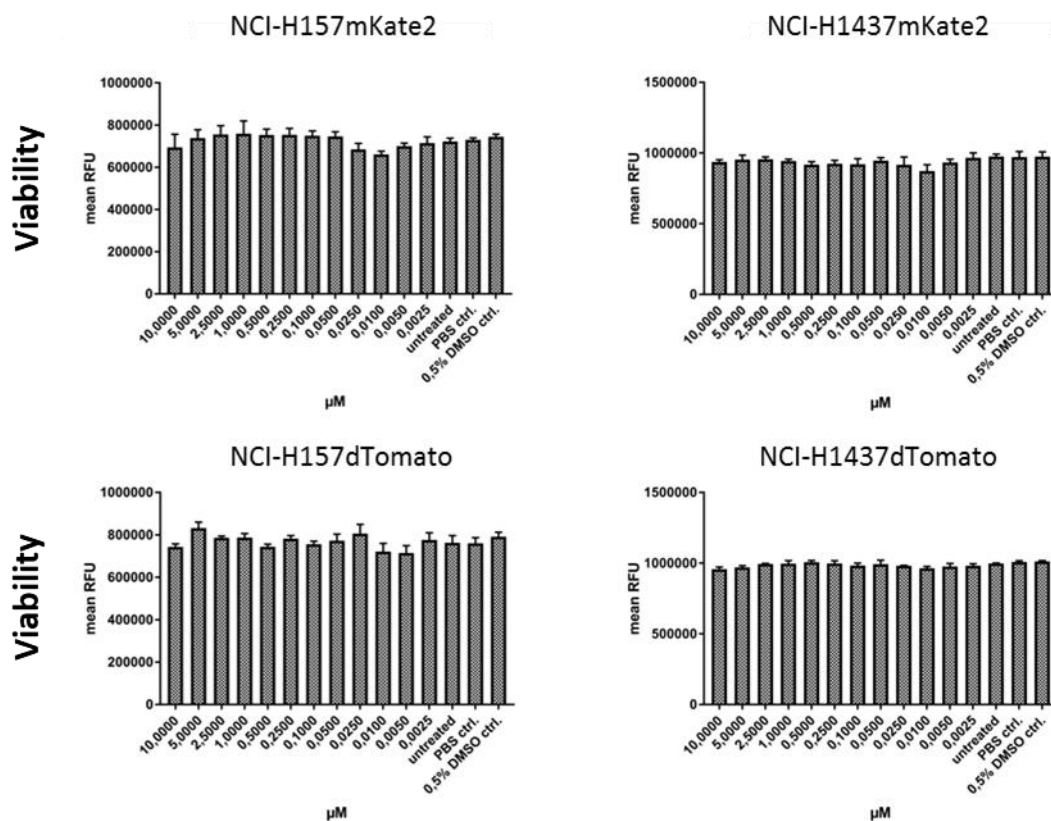 NCI-H157mKate2
Viability
mean RFU
1000000
800000
600000
400000
200000
0
10,0000
5,0000
2,5000
1,0000
0,5000
0,2500
0,1000
0,0500
0,0250
0,0100
0,0050
0,0025
untreated
PBS ctrl.
0,5% DMSO ctrl.
µM
NCI-H1437mKate2
mean RFU
1500000
1000000
500000
0
10,0000
5,0000
2,5000
1,0000
0,5000
0,2500
0,1000
0,0500
0,0250
0,0100
0,0050
0,0025
untreated
PBS ctrl.
0,5% DMSO ctrl.
µM
NCI-H157dTomato
Viability
mean RFU
1000000
800000
600000
400000
200000
0
10,0000
5,0000
2,5000
1,0000
0,5000
0,2500
0,1000
0,0500
0,0250
0,0100
0,0050
0,0025
untreated
PBS ctrl.
0,5% DMSO ctrl.
µM
NCI-H1437dTomato
mean RFU
1500000
1000000
500000
0
10,0000
5,0000
2,5000
1,0000
0,5000
0,2500
0,1000
0,0500
0,0250
0,0100
0,0050
0,0025
untreated
PBS ctrl.
0,5% DMSO ctrl.
µM